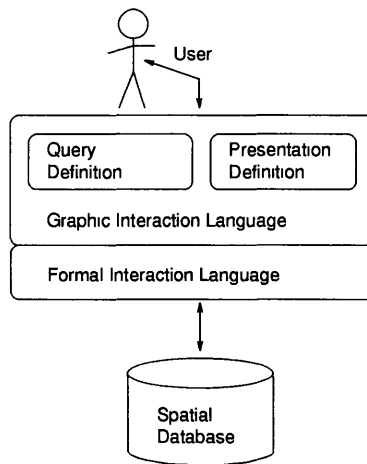 User
Query
Definition
Presentation
Definition
Graphic Interaction Language
Formal Interaction Language
Spatial
Database